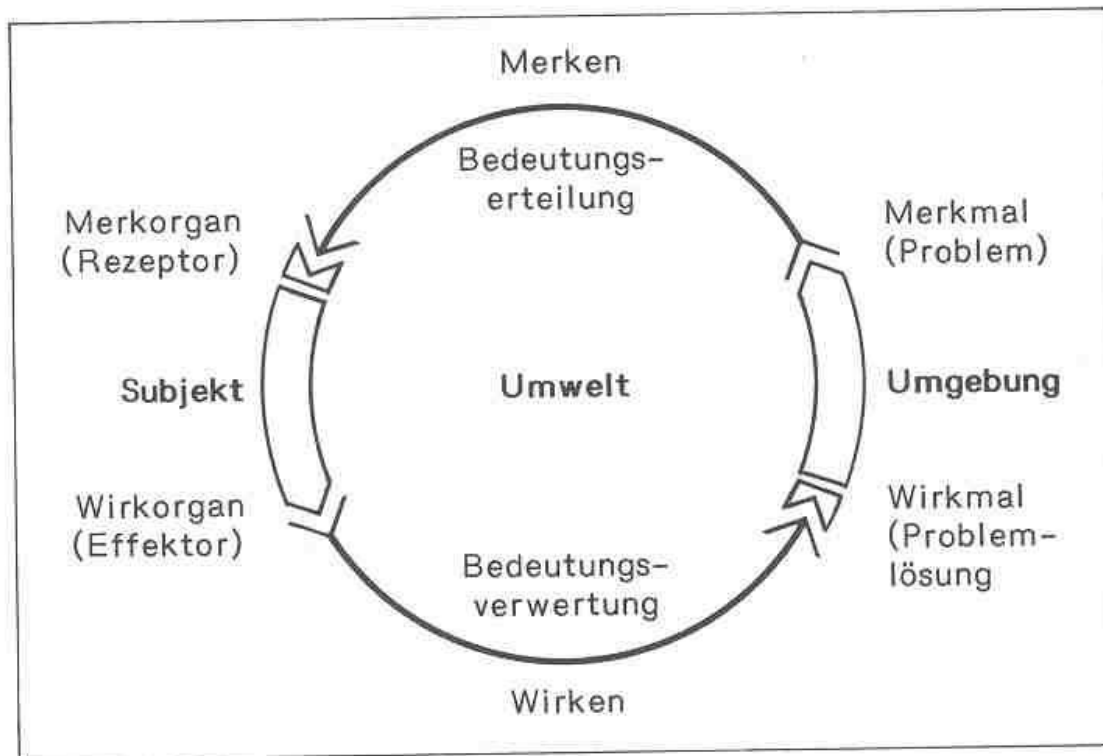 Merken
Bedeutungs-
erteilung
Merkorgan
(Rezeptor)
Merkmal
(Problem)
Subjekt
Umwelt
Umgebung
Wirkorgan
(Effektor)
Wirkmal
(Problem-
lösung
Bedeutungs-
verwertung
Wirken